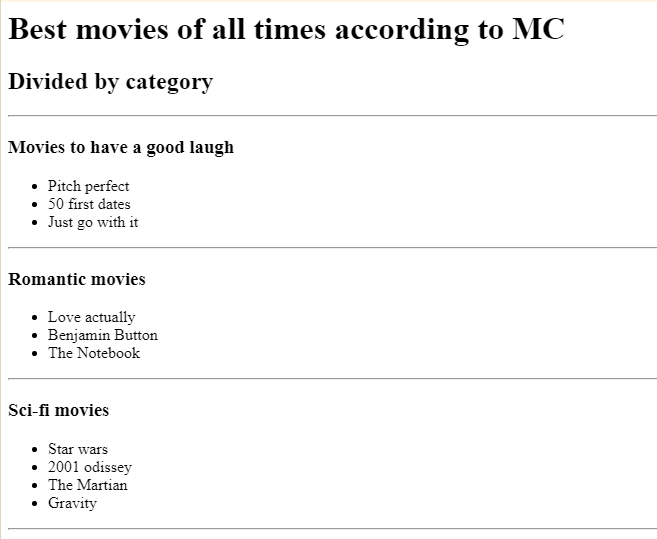 Best movies of all times according to MC
Divided by category
Movies to have a good laugh
Pitch perfect
50 first dates
Just go with it
Romantic movies
Love actually
Benjamin Button
The Notebook
Sci-fi movies
Star wars
2001 odissey
The Martian
Gravity